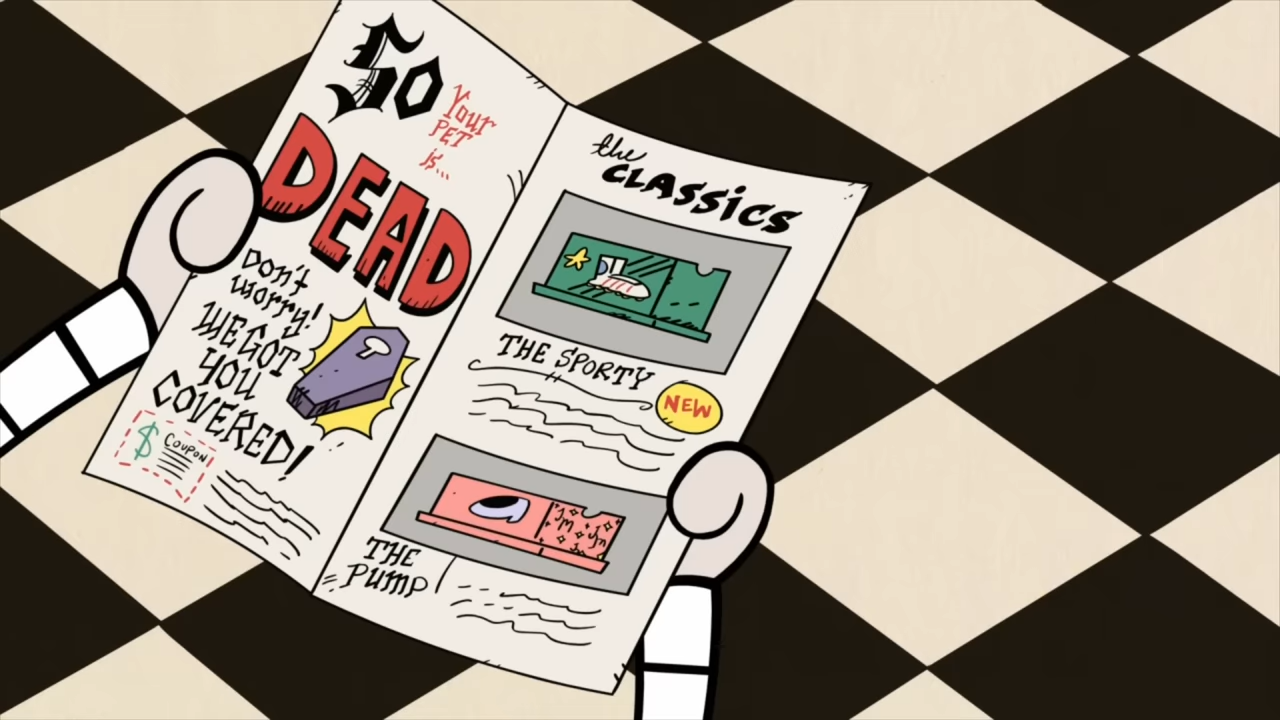 So
Your
PET
is...
DEAD
Don't
worry!
WE GOT
YOU
COVERED!
$ COUPON
the
CLASSiCS
THE SPORTY
NEW
THE
PUMP